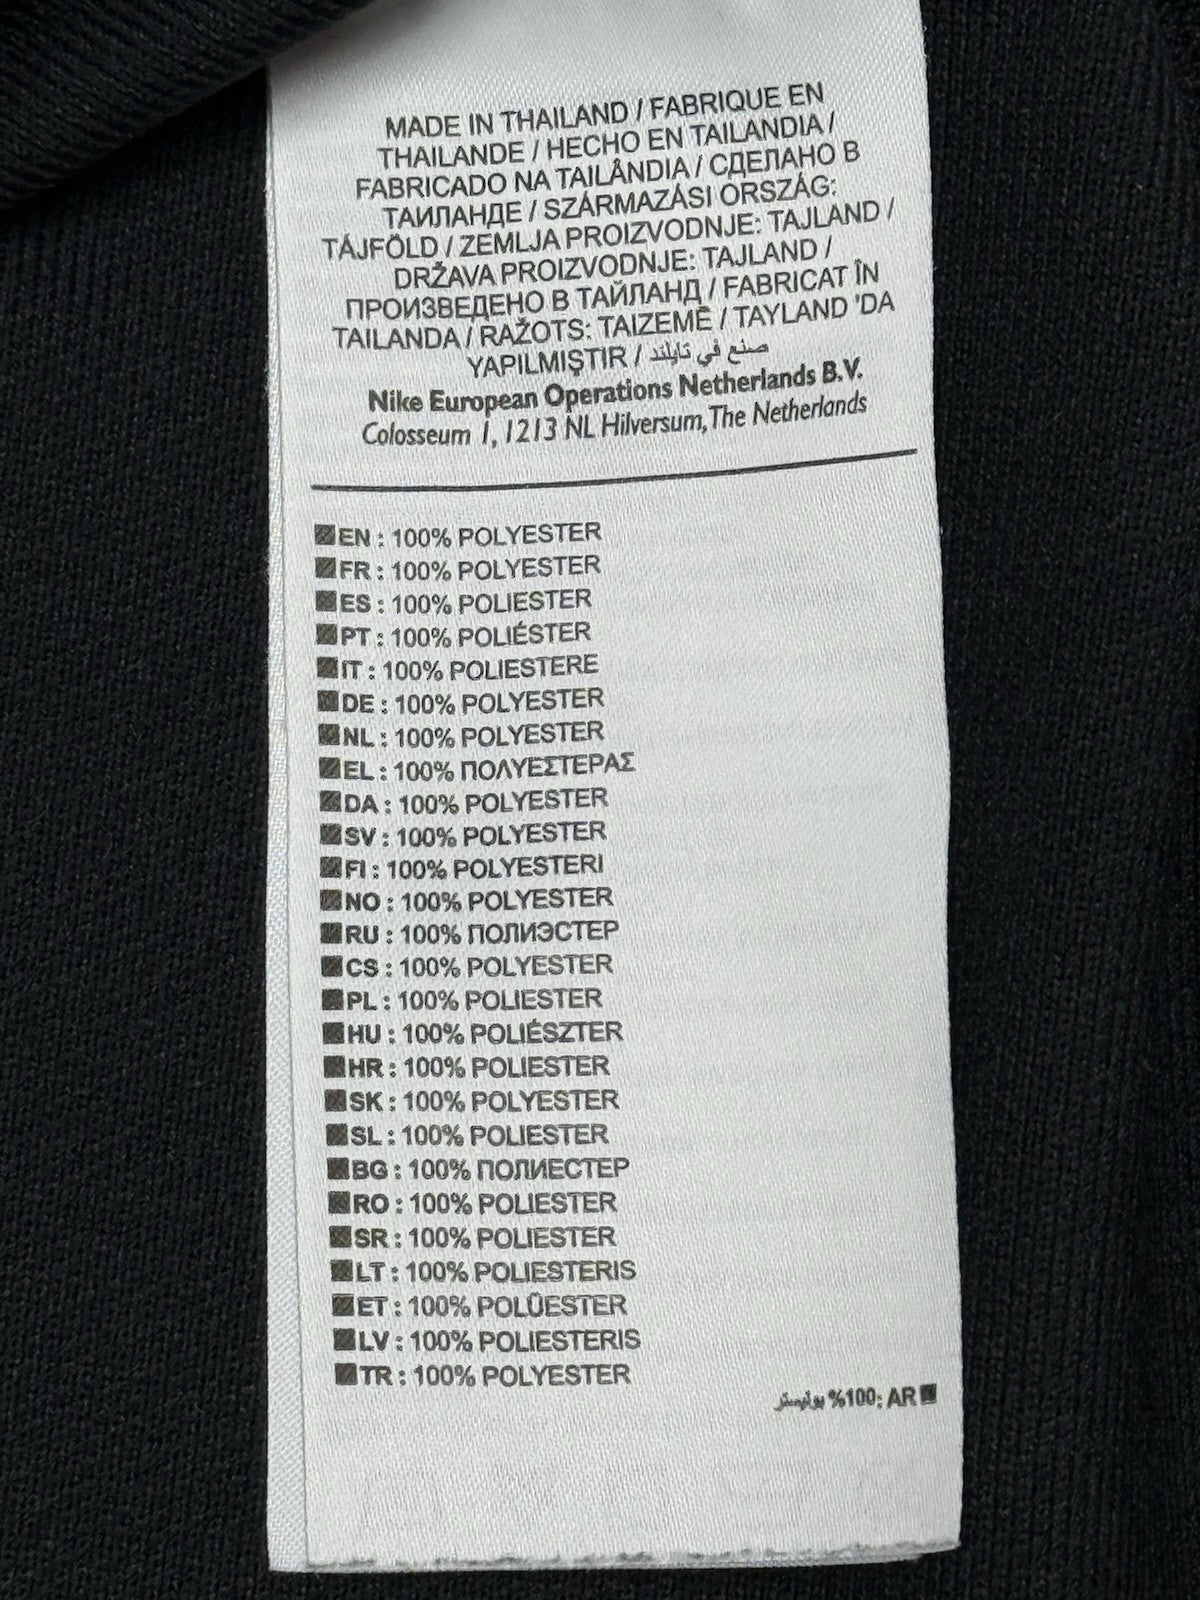 MADE IN THAILAND / FABRIQUE EN
THAILANDE / HECHO EN TAILANDIA /
FABRICADO NA TAILÂNDIA / СДЕЛАНО В
ТАИЛАНДЕ / SZÁRMAZÁSI ORSZÁG:
TÁJFÖLD / ZEMLJA PROIZVODNJE: TAJLAND /
DRŽAVA PROIZVODNJE: TAJLAND /
ПРОИЗВЕДЕНО В ТАЙЛАНД / FABRICAT ÎN
TAILANDA / RAŽOTS: TAIZEMĒ / TAYLAND 'DA
YAPILMIŞTIR / صنع في تايلند
Nike European Operations Netherlands B.V.
Colosseum 1, 1213 NL Hilversum, The Netherlands
EN : 100% POLYESTER
FR : 100% POLYESTER
ES : 100% POLIESTER
PT : 100% POLIÉSTER
IT : 100% POLIESTERE
DE : 100% POLYESTER
NL : 100% POLYESTER
EL : 100% ΠΟΛΥΕΣΤΕΡΑΣ
DA : 100% POLYESTER
SV : 100% POLYESTER
FI : 100% POLYESTERI
NO : 100% POLYESTER
RU : 100% ПОЛИЭСТЕР
CS : 100% POLYESTER
PL : 100% POLIESTER
HU : 100% POLIÉSZTER
HR : 100% POLIESTER
SK : 100% POLYESTER
SL : 100% POLIESTER
BG : 100% ПОЛИЕСТЕР
RO : 100% POLIESTER
SR : 100% POLIESTER
LT : 100% POLIESTERIS
ET : 100% POLÜESTER
LV : 100% POLIESTERIS
TR : 100% POLYESTER
AR :100% بوليستر